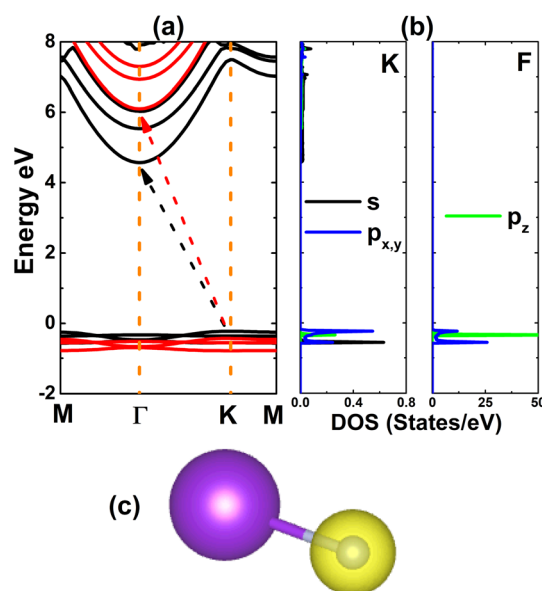 (a)
(b)
8
6
4
2
0
-2
Energy eV
M Γ K M
K
F
s
p x,y
p z
0.0 0.4 0.8
0 25 50
DOS (States/eV)
(c)